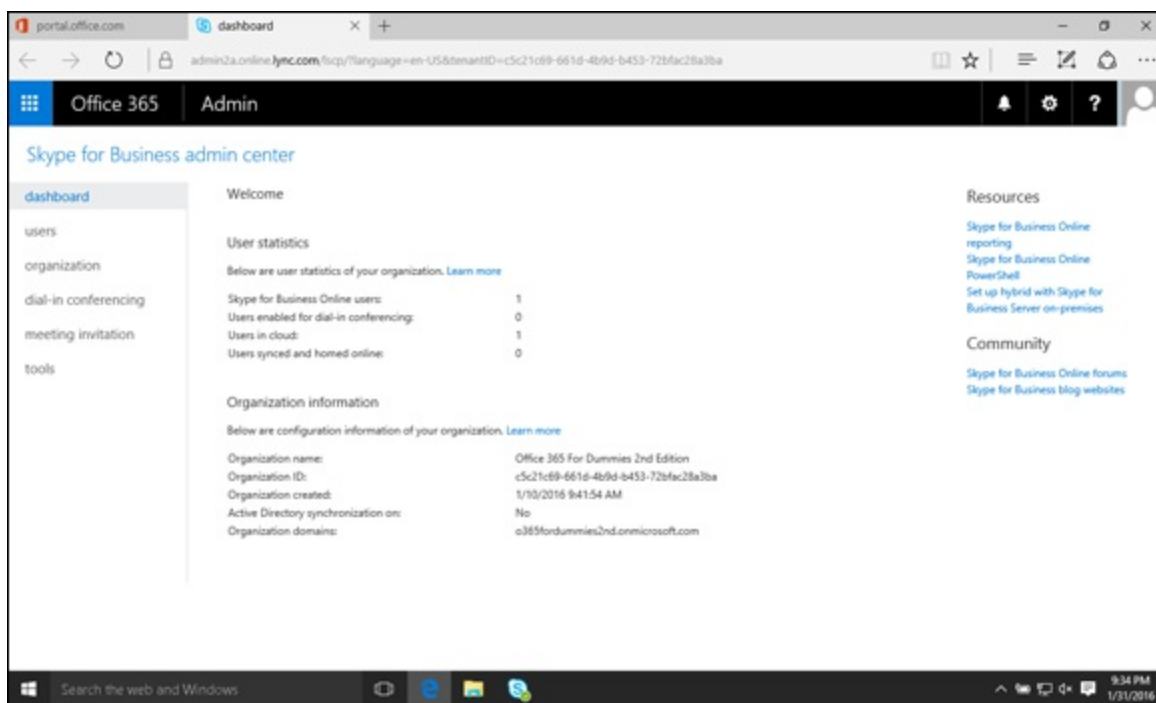 portal.office.com
dashboard
admin2a.online.lync.com/lscp/?language=en-US&tenantID=c5c21c69-661d-4b9d-b453-72bfac28a3ba
Office 365 Admin
Skype for Business admin center
dashboard
users
organization
dial-in conferencing
meeting invitation
tools
Welcome
User statistics
Below are user statistics of your organization. Learn more
Skype for Business Online users: 1
Users enabled for dial-in conferencing: 0
Users in cloud: 1
Users synced and homed online: 0
Organization information
Below are configuration information of your organization. Learn more
Organization name: Office 365 For Dummies 2nd Edition
Organization ID: c5c21c69-661d-4b9d-b453-72bfac28a3ba
Organization created: 1/10/2016 9:41:54 AM
Active Directory synchronization on: No
Organization domains: o365fordummies2nd.onmicrosoft.com
Resources
Skype for Business Online
reporting
Skype for Business Online
PowerShell
Set up hybrid with Skype for
Business Server on-premises
Community
Skype for Business Online forums
Skype for Business blog websites
Search the web and Windows
9:34 PM
1/31/2016